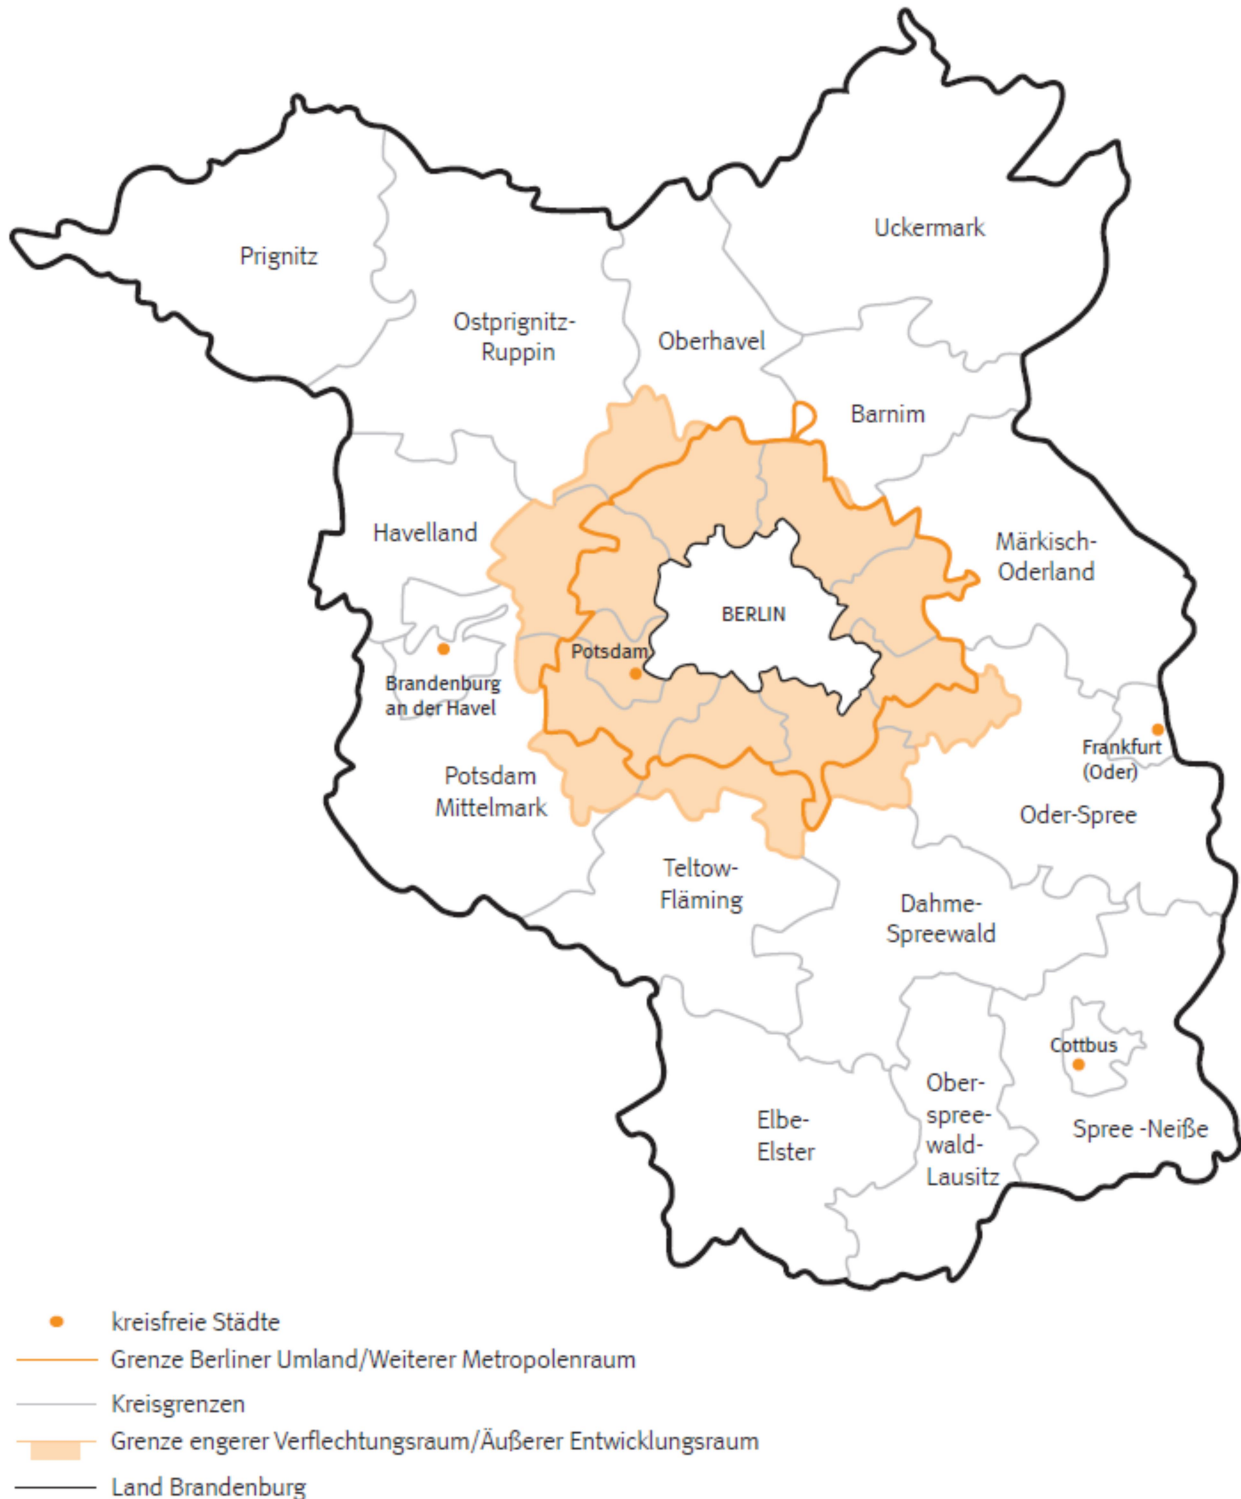 Uckermark
Prignitz
Ostprignitz-
Ruppin
Oberhavel
Barnim
Havelland
Märkisch-
Oderland
BERLIN
Potsdam
Brandenburg
an der Havel
Frankfurt
(Oder)
Potsdam
Mittelmark
Oder-Spree
Teltow-
Fläming
Dahme-
Spreewald
Cottbus
Ober-
spree-
wald-
Lausitz
Elbe-
Elster
Spree -Neiße
kreisfreie Städte
Grenze Berliner Umland/Weiterer Metropolenraum
Kreisgrenzen
Grenze engerer Verflechtungsraum/Äußerer Entwicklungsraum
Land Brandenburg